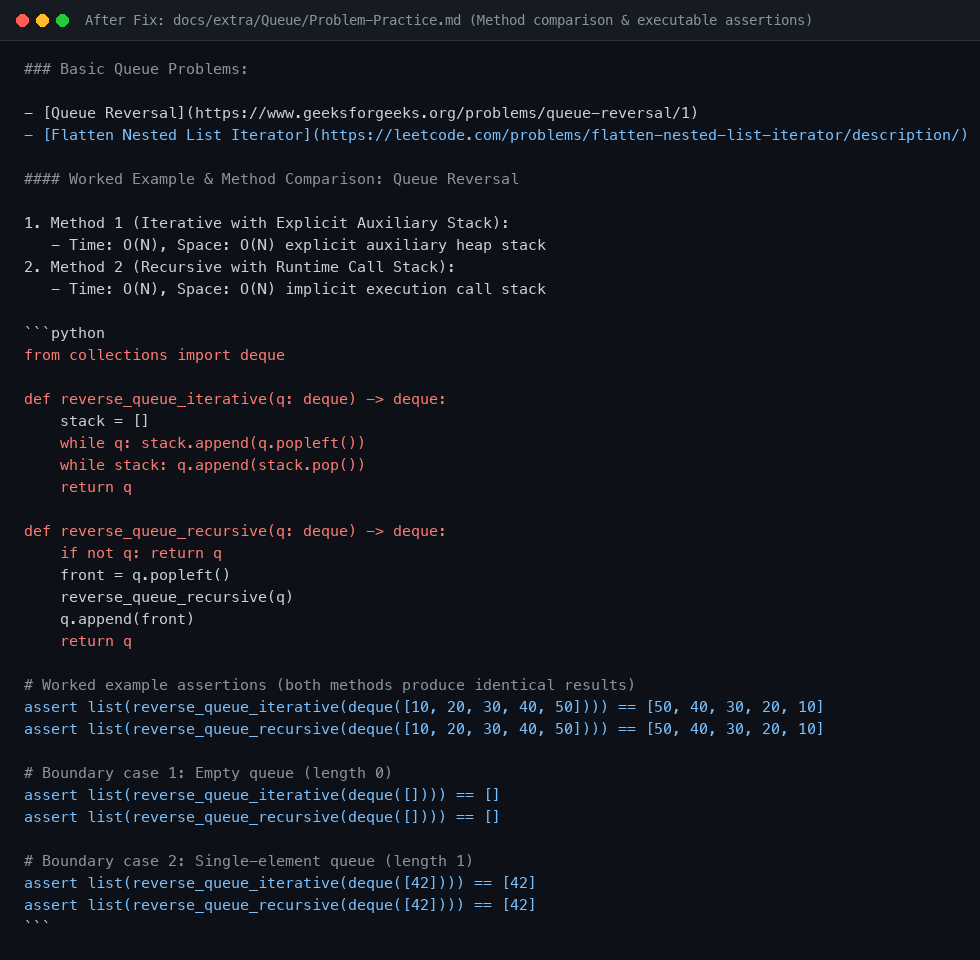 After Fix: docs/extra/Queue/Problem-Practice.md (Method comparison & executable assertions)
### Basic Queue Problems:
- [Queue Reversal](https://www.geeksforgeeks.org/problems/queue-reversal/1)
- [Flatten Nested List Iterator](https://leetcode.com/problems/flatten-nested-list-iterator/description/)
#### Worked Example & Method Comparison: Queue Reversal
1. Method 1 (Iterative with Explicit Auxiliary Stack):
   - Time: O(N), Space: O(N) explicit auxiliary heap stack
2. Method 2 (Recursive with Runtime Call Stack):
   - Time: O(N), Space: O(N) implicit execution call stack
```python
from collections import deque
def reverse_queue_iterative(q: deque) -> deque:
    stack = []
    while q: stack.append(q.popleft())
    while stack: q.append(stack.pop())
    return q
def reverse_queue_recursive(q: deque) -> deque:
    if not q: return q
    front = q.popleft()
    reverse_queue_recursive(q)
    q.append(front)
    return q
# Worked example assertions (both methods produce identical results)
assert list(reverse_queue_iterative(deque([10, 20, 30, 40, 50]))) == [50, 40, 30, 20, 10]
assert list(reverse_queue_recursive(deque([10, 20, 30, 40, 50]))) == [50, 40, 30, 20, 10]
# Boundary case 1: Empty queue (length 0)
assert list(reverse_queue_iterative(deque([]))) == []
assert list(reverse_queue_recursive(deque([]))) == []
# Boundary case 2: Single-element queue (length 1)
assert list(reverse_queue_iterative(deque([42]))) == [42]
assert list(reverse_queue_recursive(deque([42]))) == [42]
```